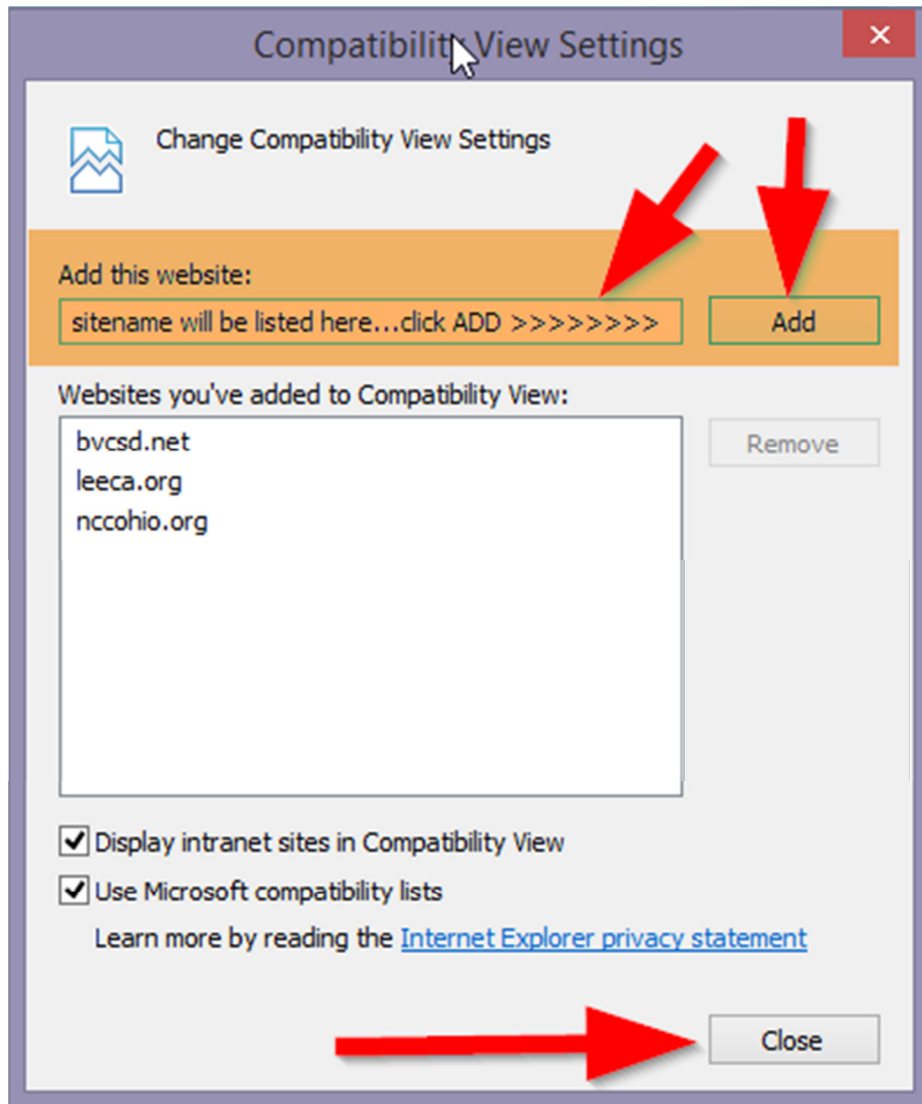 Compatibility View Settings
Change Compatibility View Settings
Add this website:
sitename will be listed here...click ADD >>>>>>>>
Add
Websites you've added to Compatibility View:
bvcsd.net
leeca.org
nccohio.org
Remove
Display intranet sites in Compatibility View
Use Microsoft compatibility lists
Learn more by reading the Internet Explorer privacy statement
Close